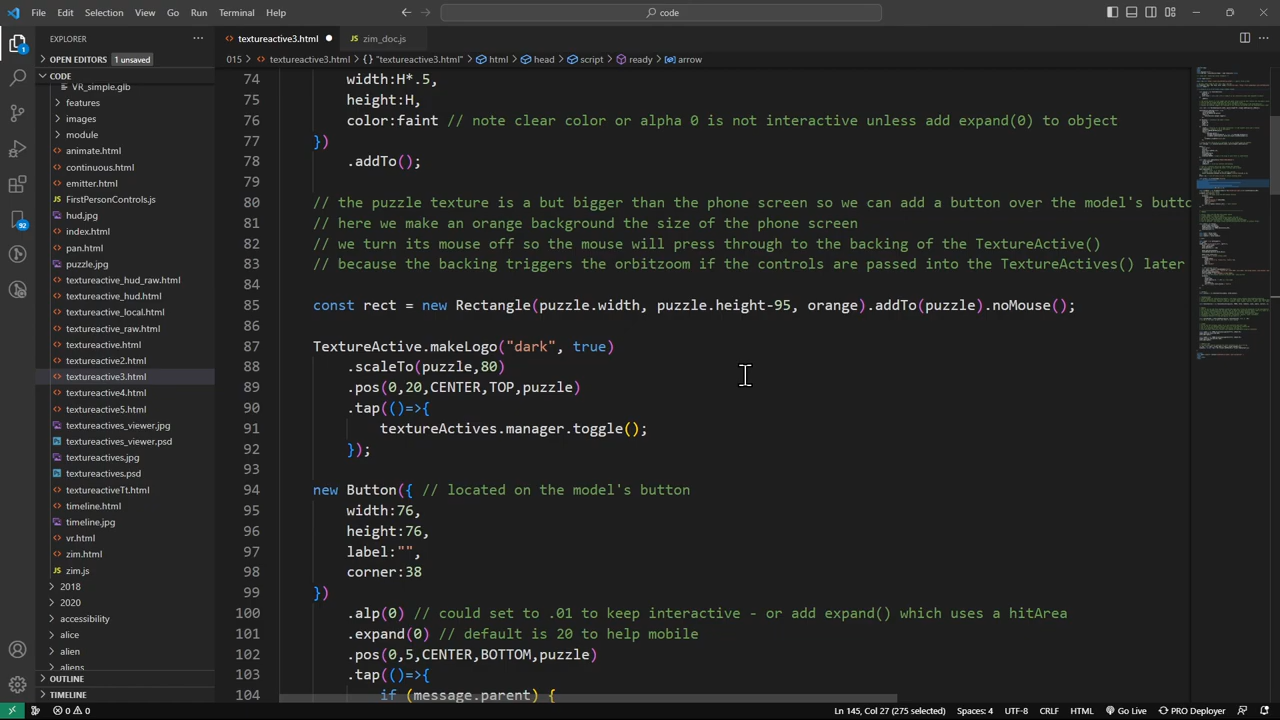 File Edit Selection View Go Run Terminal Help
code
EXPLORER
textureactive3.html
zim_doc.js
OPEN EDITORS 1 unsaved
015 > textureactive3.html > {} "textureactive3.html" > html > head > script > ready > arrow
CODE
VR_simple.glb
features
images
module
animate.html
continuous.html
emitter.html
FirstPersonControls.js
hud.jpg
index.html
pan.html
puzzle.jpg
textureactive_hud_raw.html
textureactive_hud.html
textureactive_local.html
textureactive_raw.html
textureactive.html
textureactive2.html
textureactive3.html
textureactive4.html
textureactive5.html
textureactives_viewer.jpg
textureactives_viewer.psd
textureactives.jpg
textureactives.psd
textureactiveTt.html
timeline.html
timeline.jpg
vr.html
zim.html
zim.js
2018
2020
accessibility
alice
alien
aliens
OUTLINE
TIMELINE
92
74 width:H*.5,
75 height:H,
76 color:faint // note clear color or alpha 0 is not interactive unless add expand(0) to object
77 })
78 .addTo();
79
80 // the puzzle texture is a but bigger than the phone screen so we can add a button over the model's butto
81 // here we make an orange background the size of the phone screen
82 // we turn its mouse off so the mouse will press through to the backing of the TextureActive()
83 // because the backing triggers the orbitzoom if the controls are passed into the TextureActives() later
84
85 const rect = new Rectangle(puzzle.width, puzzle.height-95, orange).addTo(puzzle).noMouse();
86
87 TextureActive.makeLogo("dark", true)
88 .scaleTo(puzzle,80)
89 .pos(0,20,CENTER,TOP,puzzle)
90 .tap(()=>{
91 textureActives.manager.toggle();
92 });
93
94 new Button({ // located on the model's button
95 width:76,
96 height:76,
97 label:"",
98 corner:38
99 })
100 .alp(0) // could set to .01 to keep interactive - or add expand() which uses a hitArea
101 .expand(0) // default is 20 to help mobile
102 .pos(0,5,CENTER,BOTTOM,puzzle)
103 .tap(()=>{
104 if (message.parent) {
0 0 Ln 145, Col 27 (275 selected) Spaces: 4 UTF-8 CRLF HTML Go Live PRO Deployer